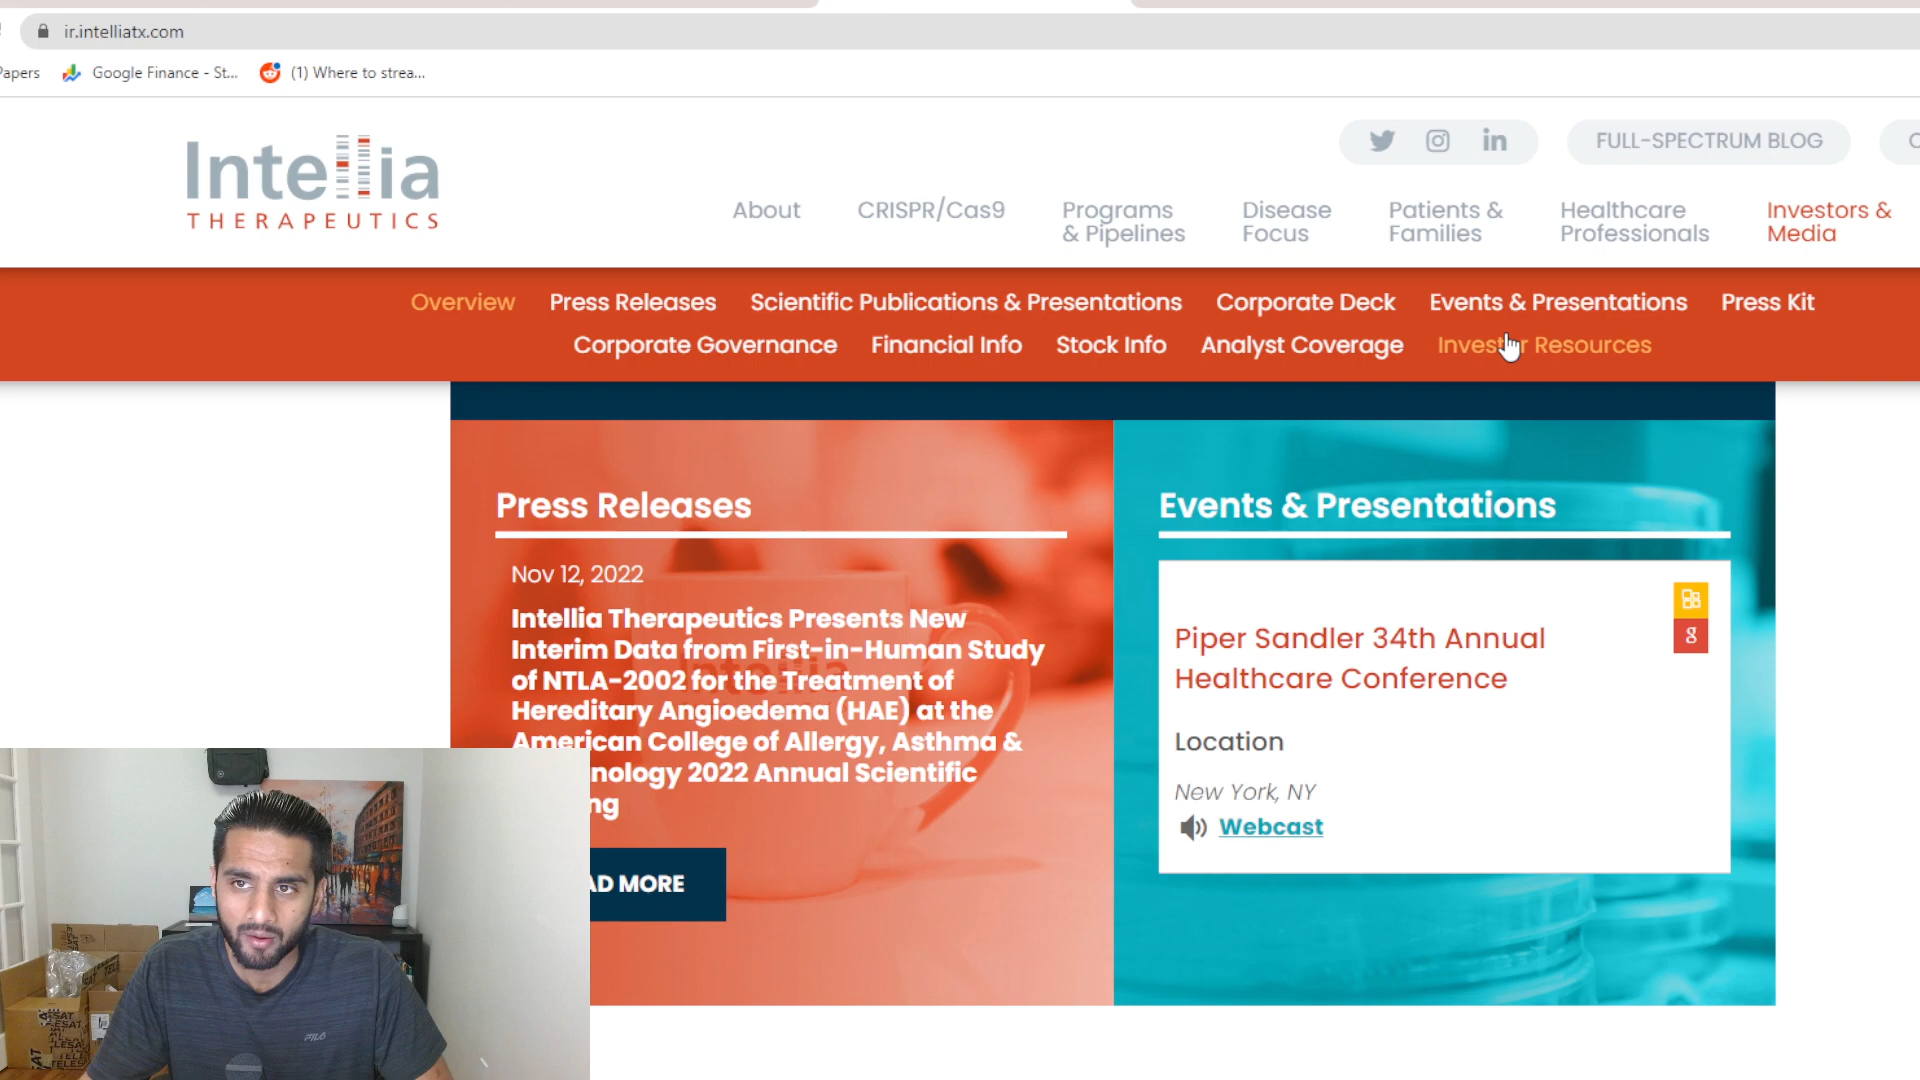 ir.intelliatx.com
Papers
Google Finance - St...
(1) Where to strea...
Intellia
THERAPEUTICS
FULL-SPECTRUM BLOG
About
CRISPR/Cas9
Programs
& Pipelines
Disease
Focus
Patients &
Families
Healthcare
Professionals
Investors &
Media
Overview Press Releases Scientific Publications & Presentations Corporate Deck Events & Presentations Press Kit
Corporate Governance Financial Info Stock Info Analyst Coverage Investor Resources
Press Releases
Nov 12, 2022
Intellia Therapeutics Presents New
Interim Data from First-in-Human Study
of NTLA-2002 for the Treatment of
Hereditary Angioedema (HAE) at the
American College of Allergy, Asthma &
nology 2022 Annual Scientific
ng
AD MORE
Events & Presentations
Piper Sandler 34th Annual
Healthcare Conference
Location
New York, NY
Webcast
FILA